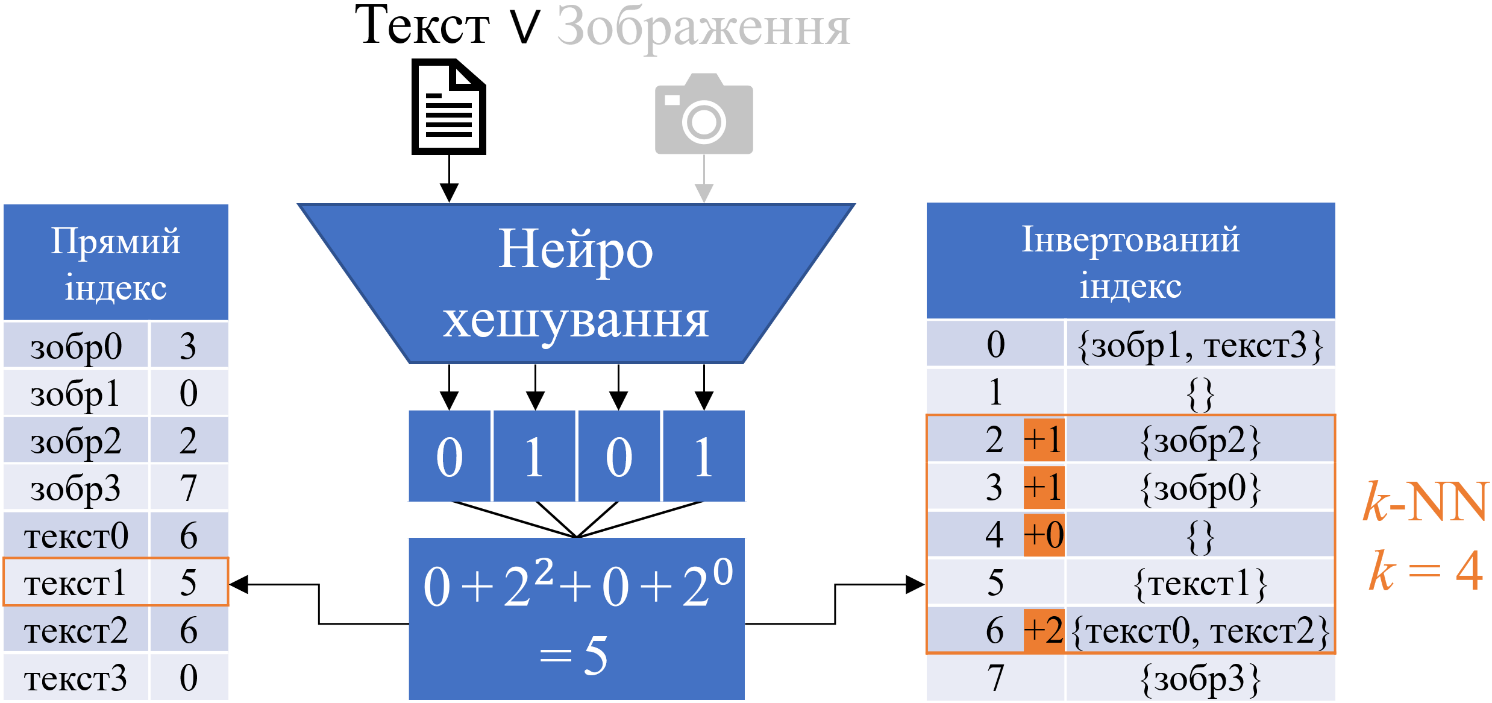 Текст ∨ Зображення
Прямий
індекс
зобр0 3
зобр1 0
зобр2 2
зобр3 7
текст0 6
текст1 5
текст2 6
текст3 0
Нейро
хешування
0 1 0 1
0 + 2² + 0 + 2⁰
= 5
Інвертований
індекс
0 {зобр1, текст3}
1 {}
2 +1 {зобр2}
3 +1 {зобр0}
4 +0 {}
5 {текст1}
6 +2 {текст0, текст2}
7 {зобр3}
k-NN
k = 4